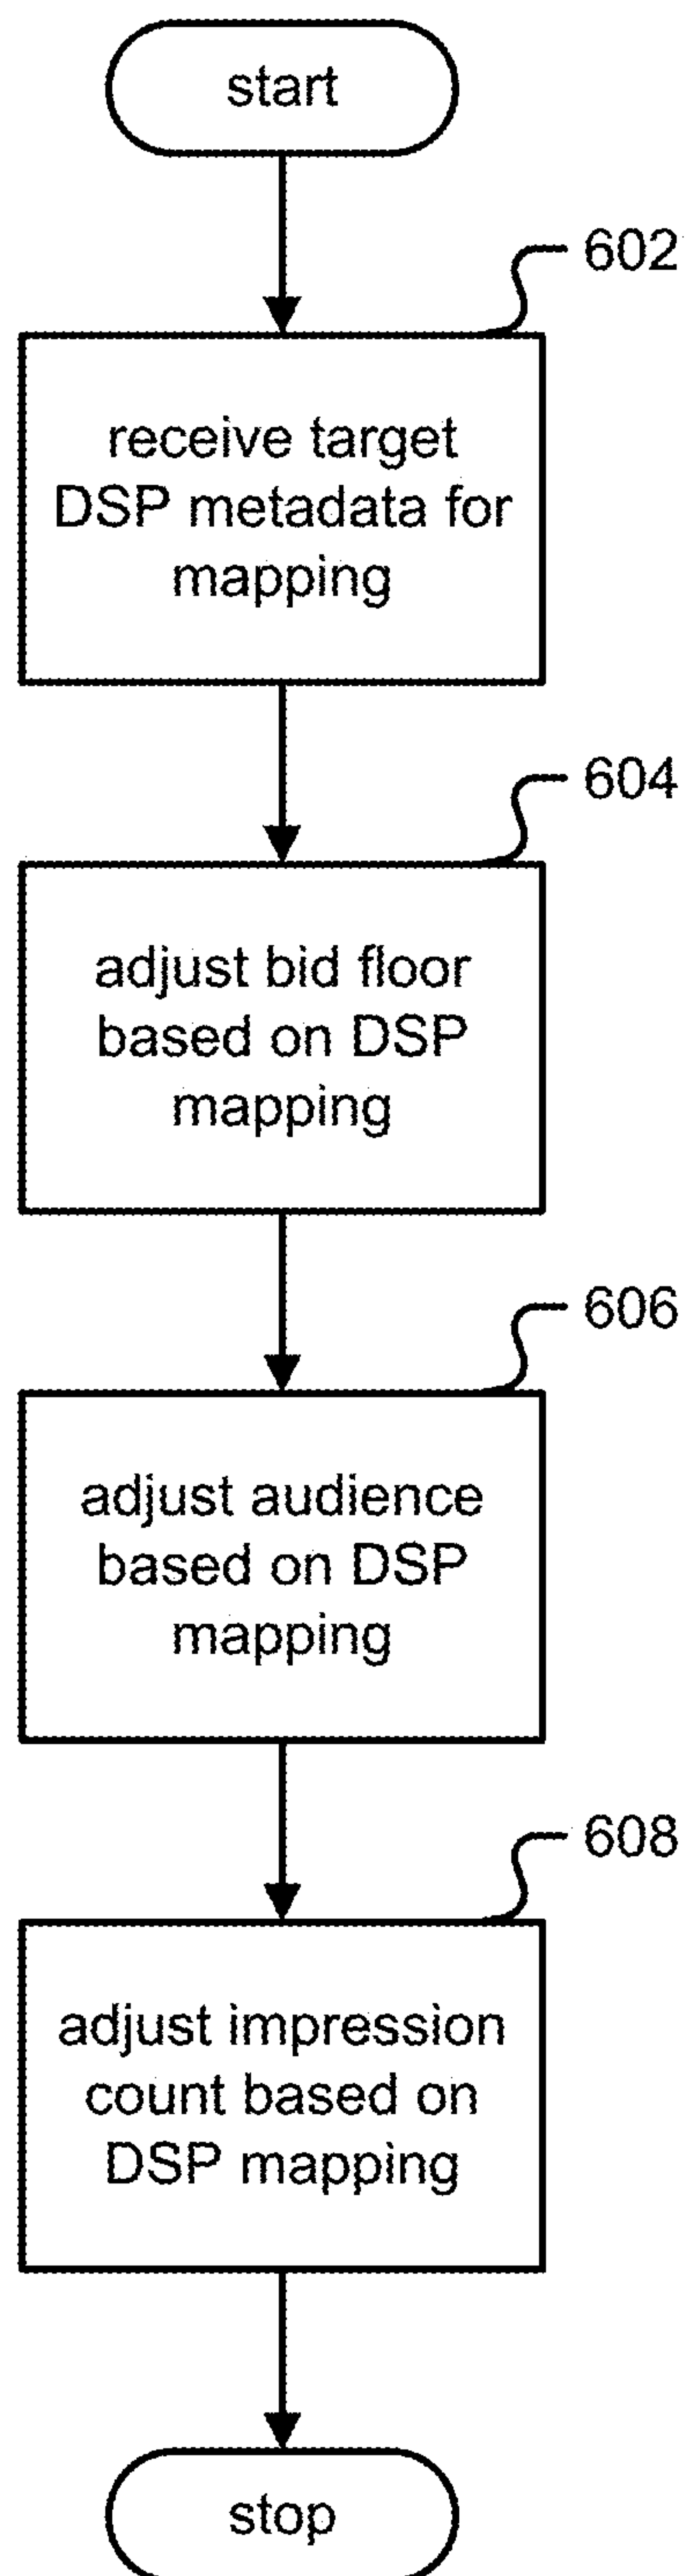 start
602
receive target
DSP metadata for
mapping
604
adjust bid floor
based on DSP
mapping
606
adjust audience
based on DSP
mapping
608
adjust impression
count based on
DSP mapping
stop